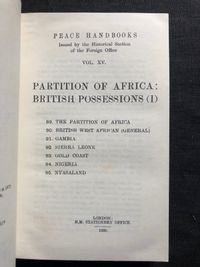 PEACE HANDBOOKS
Issued by the Historical Section
of the Foreign Office
VOL. XV.
PARTITION OF AFRICA:
BRITISH POSSESSIONS (I)
89. THE PARTITION OF AFRICA
90. BRITISH WEST AFRICA (GENERAL)
91. GAMBIA
92. SIERRA LEONE
93. GOLD COAST
94. NIGERIA
95. NYASALAND
LONDON:
H.M. STATIONERY OFFICE.
1920.